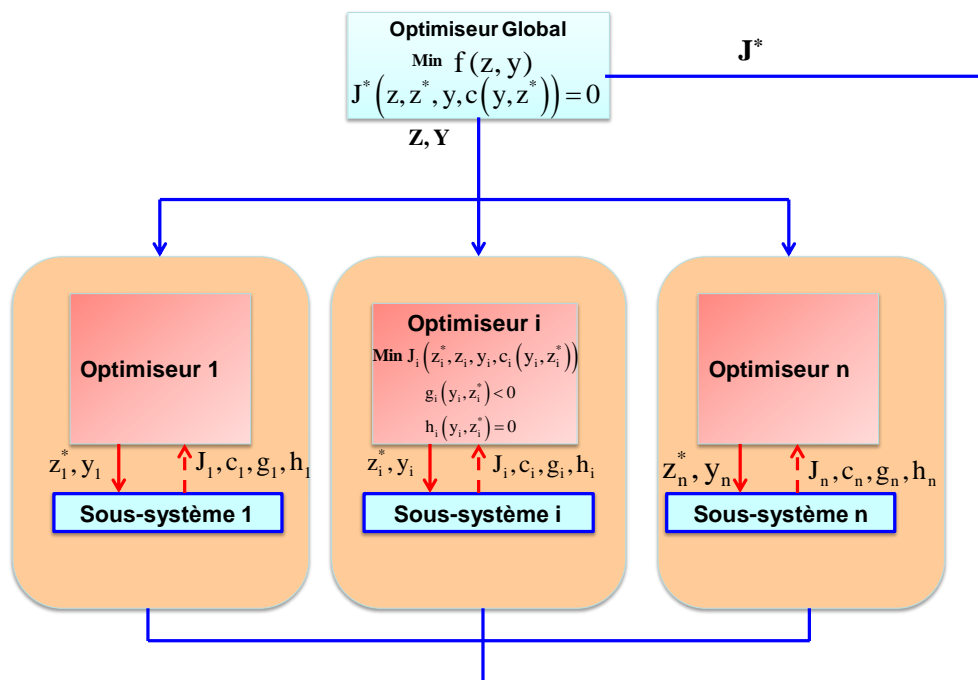 Optimiseur Global
Min f(z,y)
J*(z,z*,y,c(y,z*))=0
J*
Z,Y
Optimiseur 1
z₁*,y₁
J₁,c₁,g₁,h₁
Sous-système 1
Optimiseur i
Min Jᵢ(zᵢ*,zᵢ,yᵢ,cᵢ(yᵢ,zᵢ*))
gᵢ(yᵢ,zᵢ*)<0
hᵢ(yᵢ,zᵢ*)=0
zᵢ*,yᵢ
Jᵢ,cᵢ,gᵢ,hᵢ
Sous-système i
Optimiseur n
zₙ*,yₙ
Jₙ,cₙ,gₙ,hₙ
Sous-système n